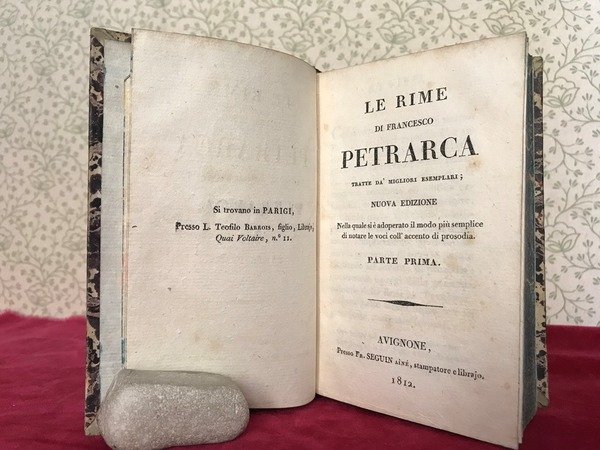 Si trovano in PARIGI,
Presso L. Teofilo BARROIS, figlio, Librajo,
Quai Voltaire, n.º 11.
LE RIME
DI FRANCESCO
PETRARCA
TRATTE DA' MIGLIORI ESEMPLARI;
NUOVA EDIZIONE
Nella quale si è adoperato il modo più semplice
di notare le voci coll' accento di prosodia.
PARTE PRIMA.
AVIGNONE,
Presso FR. SEGUIN AÎNÉ, stampatore e librajo.
1812.